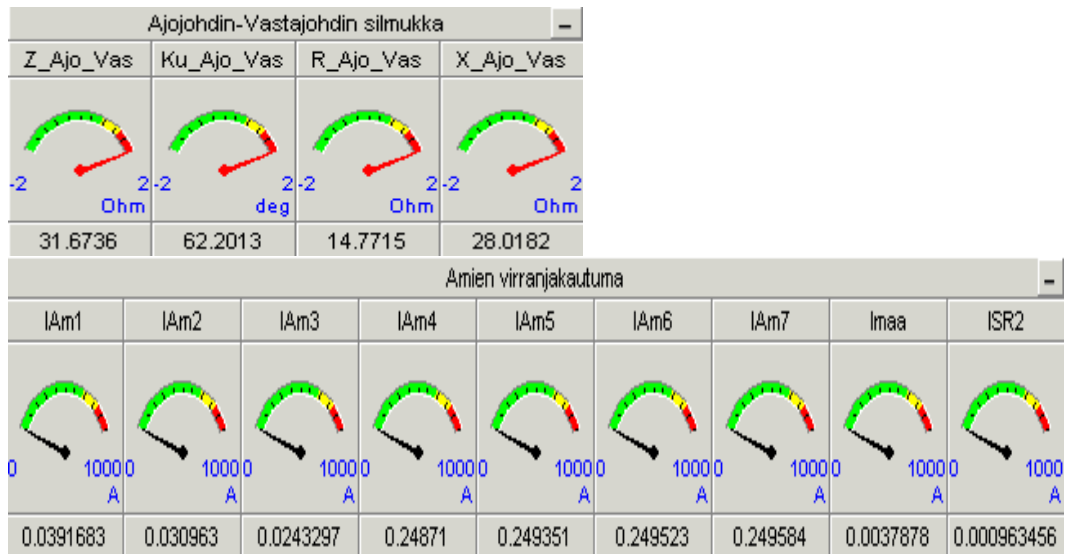 Ajojohdin-Vastajohdin silmukka
Z_Ajo_Vas Ku_Ajo_Vas R_Ajo_Vas X_Ajo_Vas
-2 2 -2 2 -2 2 -2 2
Ohm deg Ohm Ohm
31.6736 62.2013 14.7715 28.0182
Amien virranjakautuma
IAm1 IAm2 IAm3 IAm4 IAm5 IAm6 IAm7 Imaa ISR2
0 1000 0 1000 0 1000 0 1000 0 1000 0 1000 0 1000 0 1000 0 1000
A A A A A A A A A
0.0391683 0.030963 0.0243297 0.24871 0.249351 0.249523 0.249584 0.0037878 0.000963456